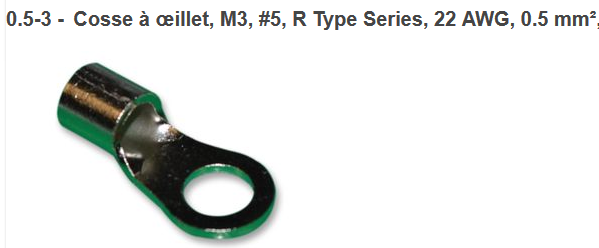 0.5-3 - Cosse à œillet, M3, #5, R Type Series, 22 AWG, 0.5 mm²,